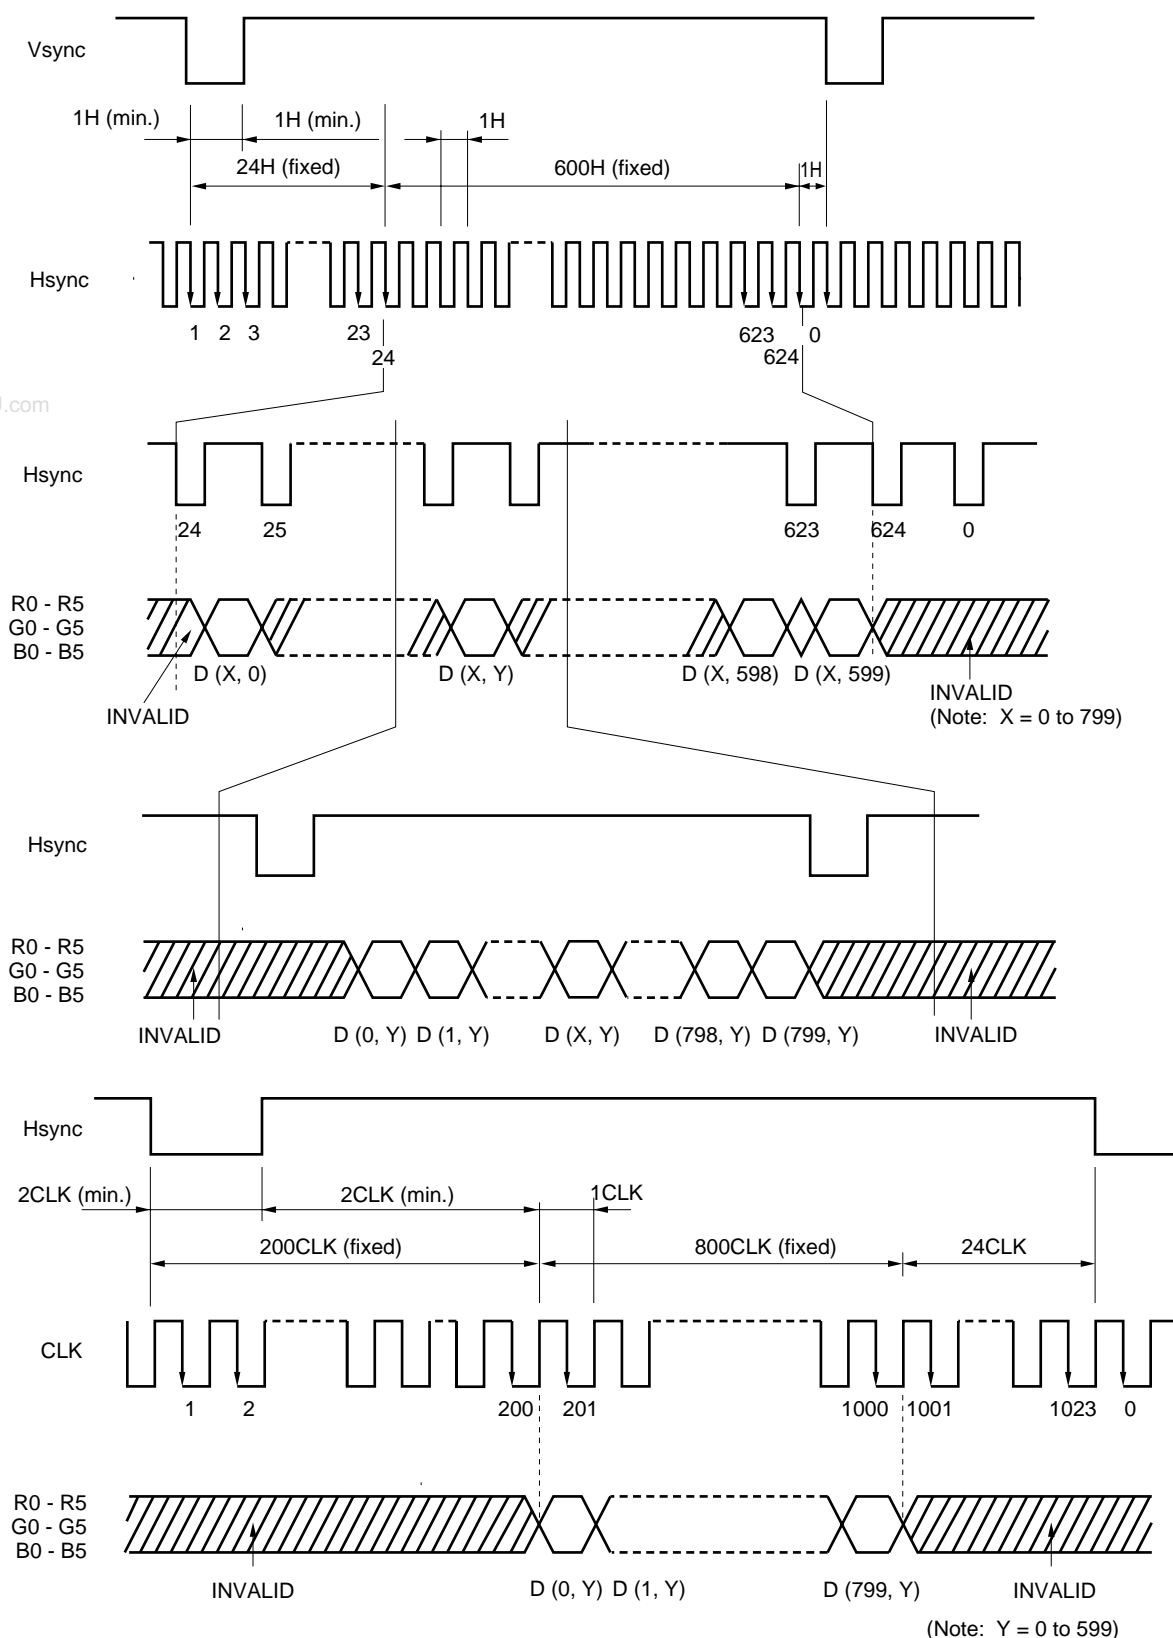 Vsync
1H (min.) 1H (min.) 1H
24H (fixed) 600H (fixed) 1H
Hsync
1 2 3 23 623 0
24 624
.com
Hsync
24 25 623 624 0
R0 - R5
G0 - G5
B0 - B5
D (X, 0) D (X, Y) D (X, 598) D (X, 599)
INVALID INVALID
(Note: X = 0 to 799)
Hsync
R0 - R5
G0 - G5
B0 - B5
INVALID D (0, Y) D (1, Y) D (X, Y) D (798, Y) D (799, Y) INVALID
Hsync
2CLK (min.) 2CLK (min.) 1CLK
200CLK (fixed) 800CLK (fixed) 24CLK
CLK
1 2 200 201 1000 1001 1023 0
R0 - R5
G0 - G5
B0 - B5
INVALID D (0, Y) D (1, Y) D (799, Y) INVALID
(Note: Y = 0 to 599)